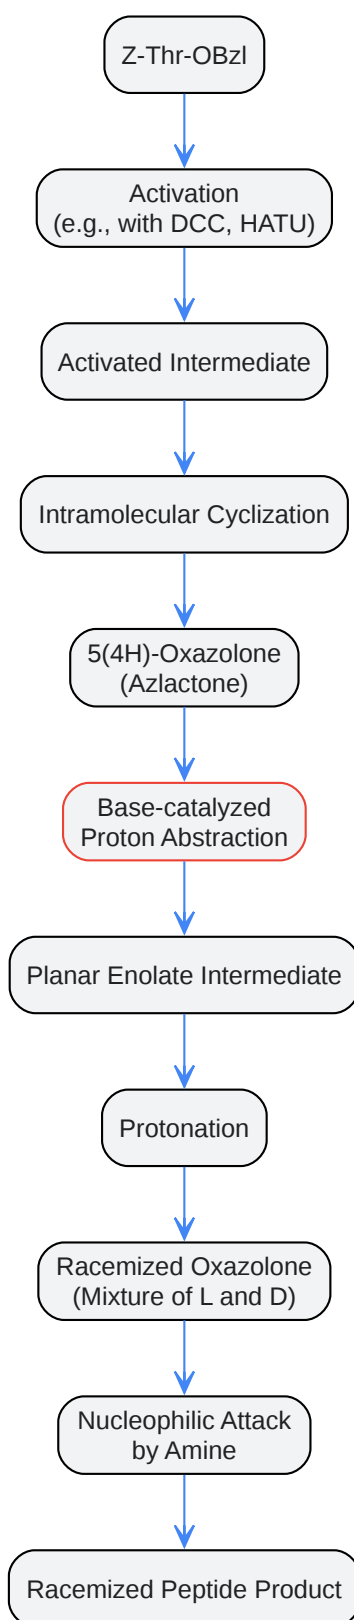 Z-Thr-OBzl
Activation
(e.g., with DCC, HATU)
Activated Intermediate
Intramolecular Cyclization
5(4H)-Oxazolone
(Azlactone)
Base-catalyzed
Proton Abstraction
Planar Enolate Intermediate
Protonation
Racemized Oxazolone
(Mixture of L and D)
Nucleophilic Attack
by Amine
Racemized Peptide Product